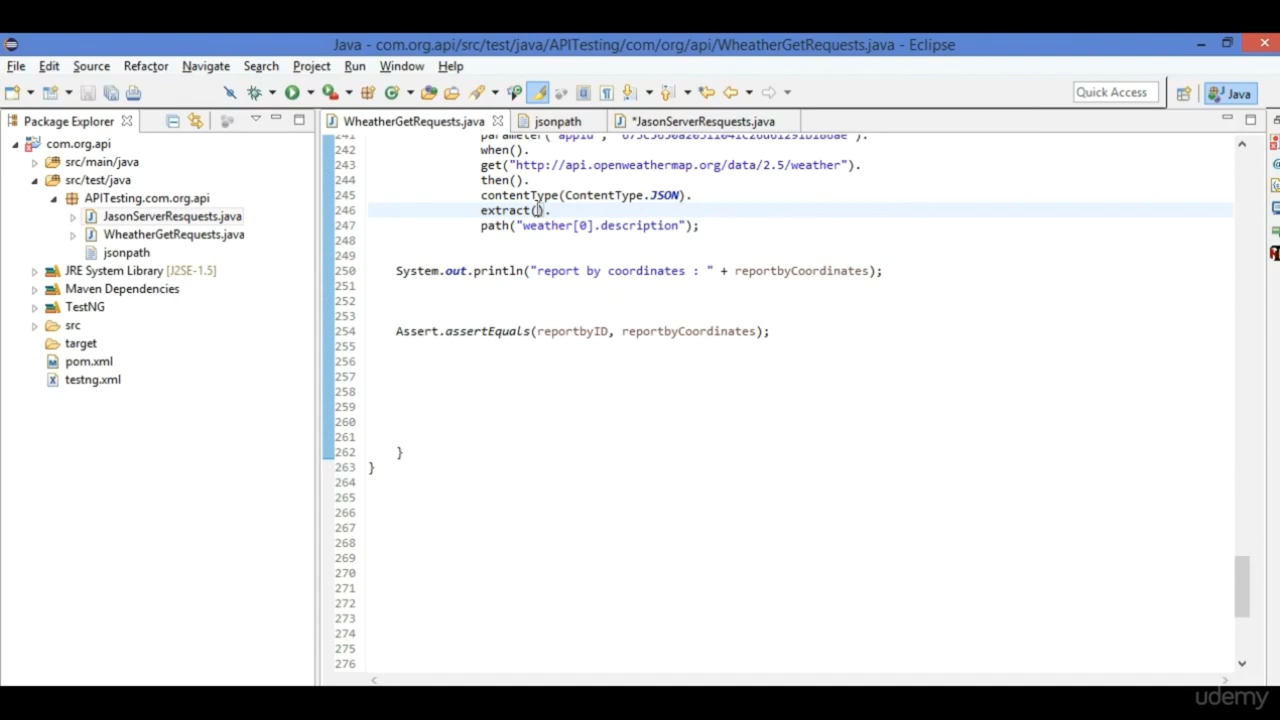 Java - com.org.api/src/test/java/APITesting/com/org/api/WheatherGetRequests.java - Eclipse
File Edit Source Refactor Navigate Search Project Run Window Help
Quick Access
Java
Package Explorer
WheatherGetRequests.java
jsonpath
*JasonServerResquests.java
com.org.api
src/main/java
src/test/java
APITesting.com.org.api
JasonServerResquests.java
WheatherGetRequests.java
jsonpath
JRE System Library [J2SE-1.5]
Maven Dependencies
TestNG
src
target
pom.xml
testng.xml
241
242 when().
243 get("http://api.openweathermap.org/data/2.5/weather").
244 then().
245 contentType(ContentType.JSON).
246 extract().
247 path("weather[0].description");
248
249
250 System.out.println("report by coordinates : " + reportbyCoordinates);
251
252
253
254 Assert.assertEquals(reportbyID, reportbyCoordinates);
255
256
257
258
259
260
261
262 }
263 }
264
265
266
267
268
269
270
271
272
273
274
275
276
udemy